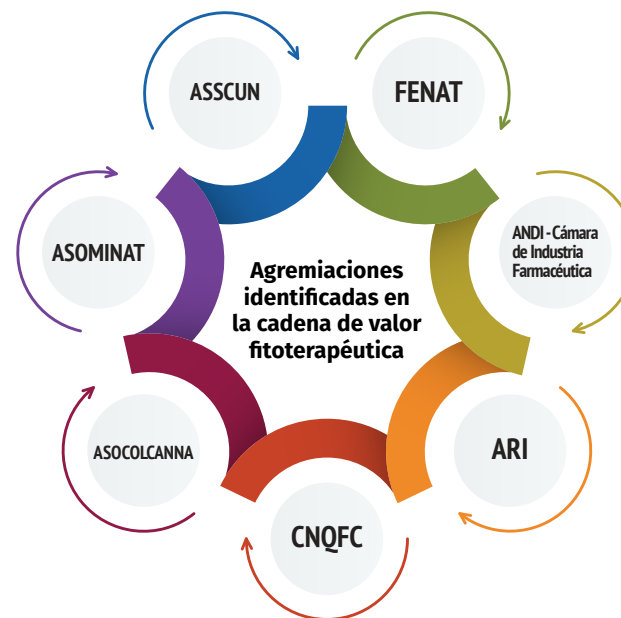 ASSCUN
FENAT
ANDI - Cámara
de Industria
Farmacéutica
ARI
CNQFC
ASOCOLCANNA
ASOMINAT
Agremiaciones
identificadas en
la cadena de valor
fitoterapéutica